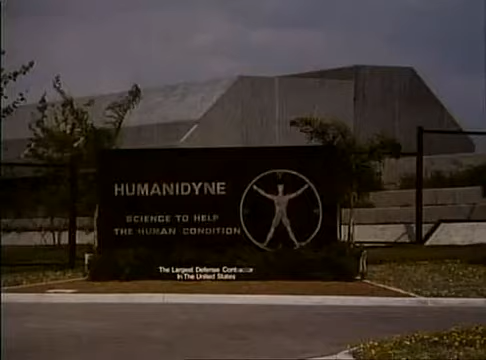 HUMANIDYNE
SCIENCE TO HELP
THE HUMAN CONDITION
The Largest Defense Contractor
In The United States